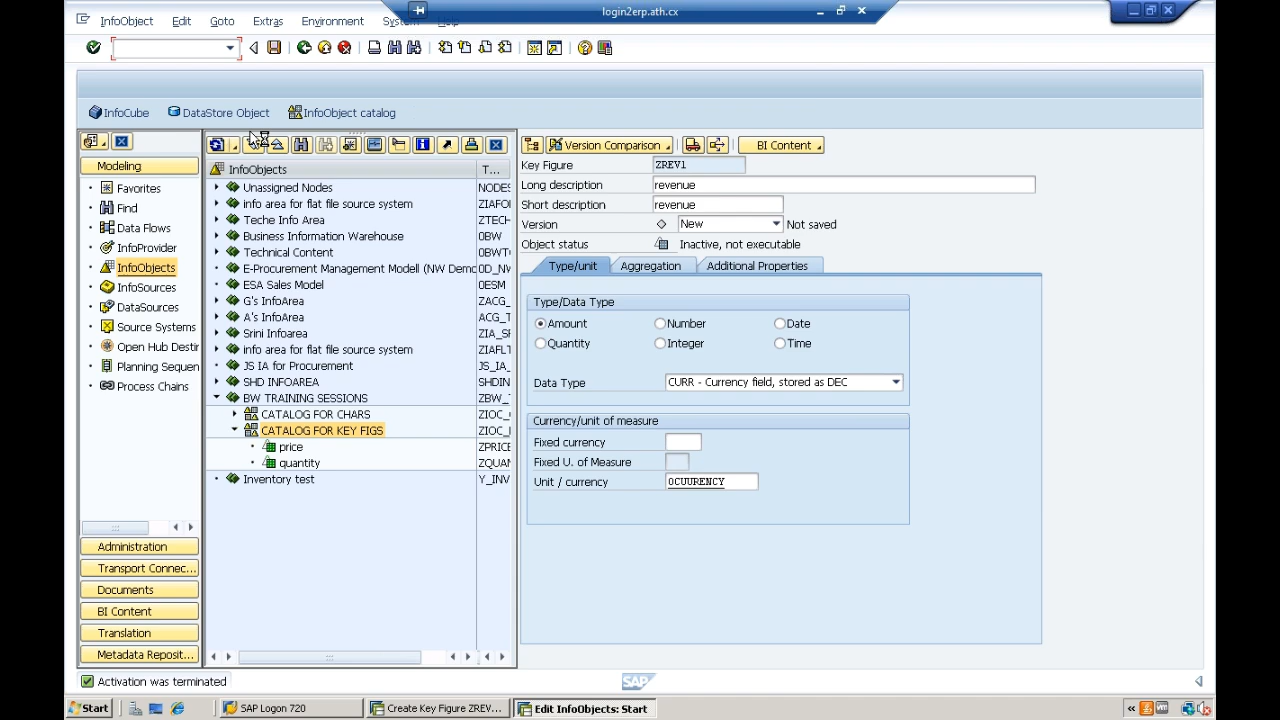 InfoObject Edit Goto Extras Environment System Help
login2erp.ath.cx
InfoCube DataStore Object InfoObject catalog
Modeling
Favorites
Find
Data Flows
InfoProvider
InfoObjects
InfoSources
DataSources
Source Systems
Open Hub Destin
Planning Sequen
Process Chains
Administration
Transport Connec...
Documents
BI Content
Translation
Metadata Reposit...
InfoObjects T...
Unassigned Nodes NODES
info area for flat file source system ZIAFO
Teche Info Area ZTECH
Business Information Warehouse 0BW
Technical Content 0BWT
E-Procurement Management Modell (NW Demo 0D_NW
ESA Sales Model 0ESM
G's InfoArea ZACG_
A's InfoArea ACG_T
Srini Infoarea ZIA_SF
info area for flat file source system ZIAFLT
JS IA for Procurement JS_IA_
SHD INFOAREA SHDIN
BW TRAINING SESSIONS ZBW_T
CATALOG FOR CHARS ZIOC_
CATALOG FOR KEY FIGS ZIOC_
price ZPRICE
quantity ZQUAN
Inventory test Y_INV
Version Comparison BI Content
Key Figure ZREV1
Long description revenue
Short description revenue
Version New Not saved
Object status Inactive, not executable
Type/unit Aggregation Additional Properties
Type/Data Type
Amount Number Date
Quantity Integer Time
Data Type CURR - Currency field, stored as DEC
Currency/unit of measure
Fixed currency
Fixed U. of Measure
Unit / currency 0CUURENCY
Activation was terminated
SAP
Start SAP Logon 720 Create Key Figure ZREV... Edit InfoObjects: Start